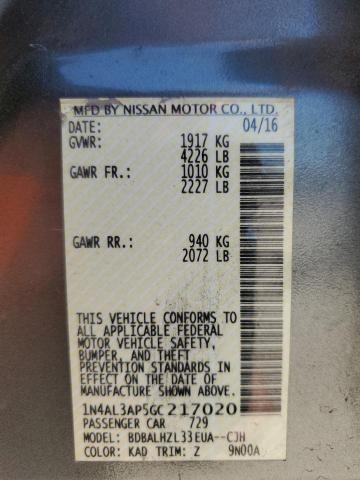 MFD BY NISSAN MOTOR CO., LTD.
DATE: 04/16
GVWR: 1917 KG
4226 LB
GAWR FR.: 1010 KG
2227 LB
GAWR RR.: 940 KG
2072 LB
THIS VEHICLE CONFORMS TO
ALL APPLICABLE FEDERAL
MOTOR VEHICLE SAFETY,
BUMPER, AND THEFT
PREVENTION STANDARDS IN
EFFECT ON THE DATE OF
MANUFACTURE SHOWN ABOVE.
1N4AL3AP5GC217020
PASSENGER CAR 729
MODEL: BDBALHZL33EUA--CJH
COLOR: KAD TRIM: Z 9N00A